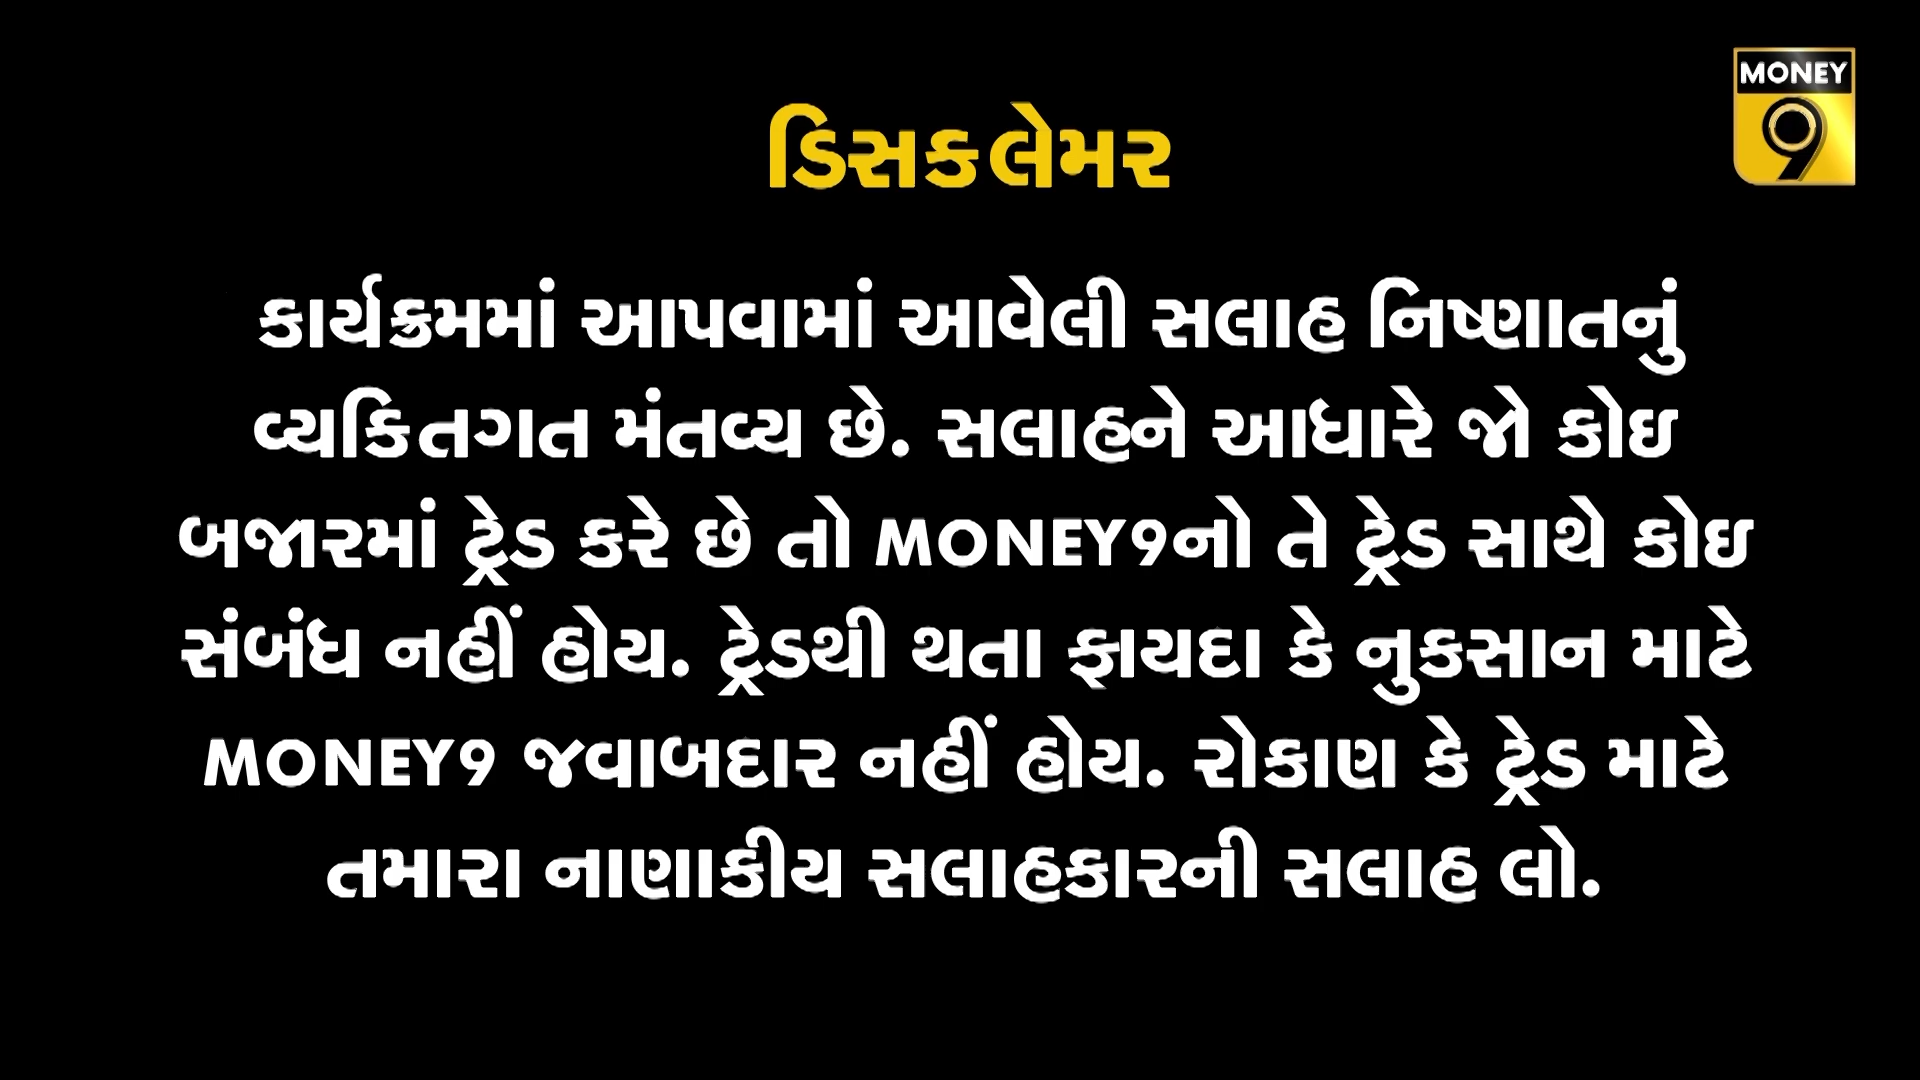 MONEY
9
ડિસકલેમર
કાર્યક્રમમાં આપવામાં આવેલી સલાહ નિષ્ણાતનું
વ્યકિતગત મંતવ્ય છે. સલાહને આધારે જો કોઇ
બજારમાં ટ્રેડ કરે છે તો MONEY9નો તે ટ્રેડ સાથે કોઇ
સંબંધ નહીં હોય. ટ્રેડથી થતા ફાયદા કે નુકસાન માટે
MONEY9 જવાબદાર નહીં હોય. રોકાણ કે ટ્રેડ માટે
તમારા નાણાકીય સલાહકારની સલાહ લો.